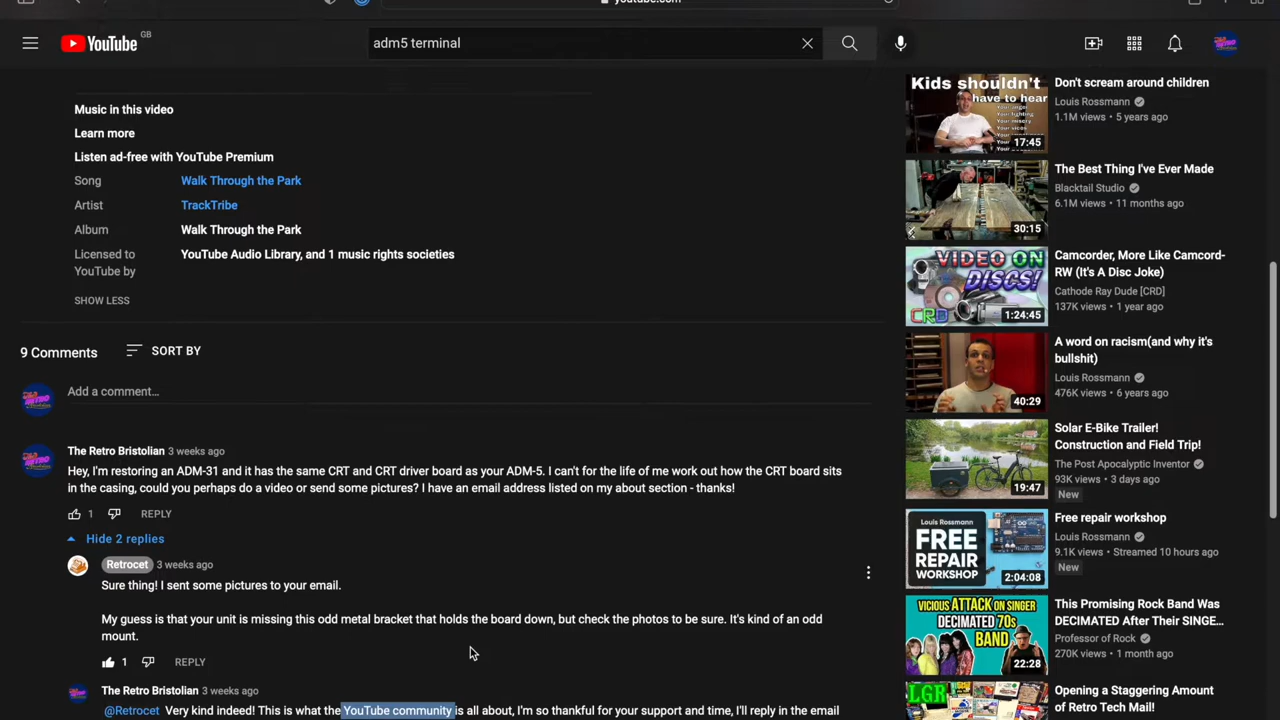 youtube.com
YouTube GB
adm5 terminal
Music in this video
Learn more
Listen ad-free with YouTube Premium
Song Walk Through the Park
Artist TrackTribe
Album Walk Through the Park
Licensed to YouTube Audio Library, and 1 music rights societies
YouTube by
SHOW LESS
9 Comments SORT BY
Add a comment...
The Retro Bristolian 3 weeks ago
Hey, I'm restoring an ADM-31 and it has the same CRT and CRT driver board as your ADM-5. I can't for the life of me work out how the CRT board sits
in the casing, could you perhaps do a video or send some pictures? I have an email address listed on my about section - thanks!
1 REPLY
Hide 2 replies
Retrocet 3 weeks ago
Sure thing! I sent some pictures to your email.
My guess is that your unit is missing this odd metal bracket that holds the board down, but check the photos to be sure. It's kind of an odd
mount.
1 REPLY
The Retro Bristolian 3 weeks ago
@Retrocet Very kind indeed! This is what the YouTube community is all about, I'm so thankful for your support and time, I'll reply in the email
Kids shouldn't
have to hear
17:45
Don't scream around children
Louis Rossmann
1.1M views • 5 years ago
30:15
The Best Thing I've Ever Made
Blacktail Studio
6.1M views • 11 months ago
VIDEO ON
DISCS!
CRD
1:24:45
Camcorder, More Like Camcord-
RW (It's A Disc Joke)
Cathode Ray Dude [CRD]
137K views • 1 year ago
40:29
A word on racism(and why it's
bullshit)
Louis Rossmann
476K views • 6 years ago
19:47
Solar E-Bike Trailer!
Construction and Field Trip!
The Post Apocalyptic Inventor
93K views • 3 days ago
New
Louis Rossmann
FREE
REPAIR
WORKSHOP
2:04:08
Free repair workshop
Louis Rossmann
9.1K views • Streamed 10 hours ago
New
VICIOUS ATTACK ON SINGER
DECIMATED 70s
BAND
22:28
This Promising Rock Band Was
DECIMATED After Their SINGE...
Professor of Rock
270K views • 1 month ago
LGR
Opening a Staggering Amount
of Retro Tech Mail!